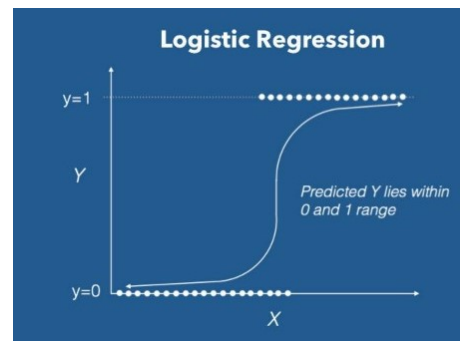 Logistic Regression
y=1
Y
Predicted Y lies within
0 and 1 range
y=0
X